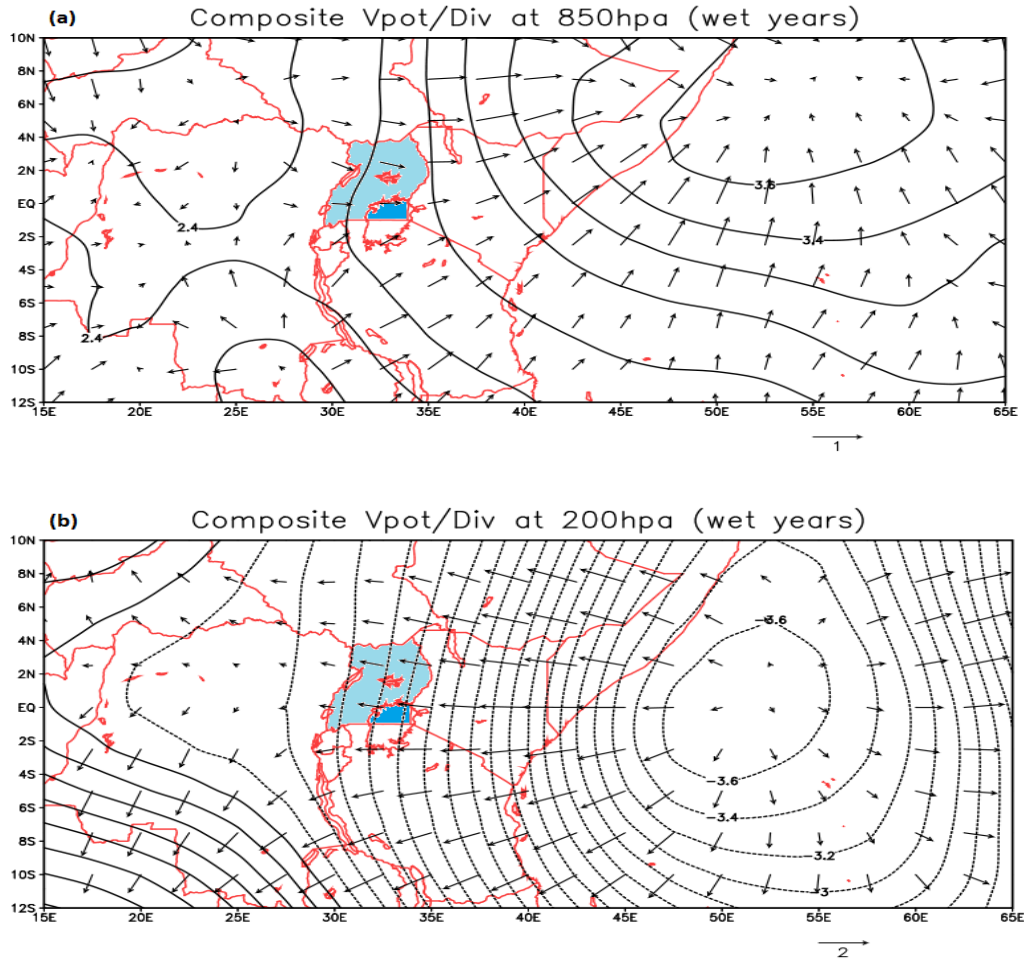 (a) Composite Vpot/Div at 850hpa (wet years)
10N
8N
6N
4N
2N
EQ
2S
4S
6S
8S
10S
12S
3.6
2.4
3.4
2.4
15E 20E 25E 30E 35E 40E 45E 50E 55E 60E 65E
1
(b) Composite Vpot/Div at 200hpa (wet years)
10N
8N
6N
4N
2N
EQ
2S
4S
6S
8S
10S
12S
-3.6
-3.6
-3.4
-3.2
-3
15E 20E 25E 30E 35E 40E 45E 50E 55E 60E 65E
2